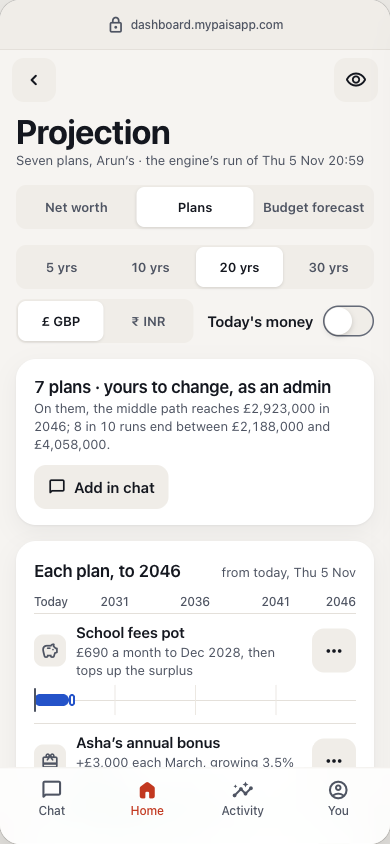 dashboard.mypaisapp.com
Projection
Seven plans, Arun’s · the engine’s run of Thu 5 Nov 20:59
Net worth
Plans
Budget forecast
5 yrs
10 yrs
20 yrs
30 yrs
£ GBP
₹ INR
Today's money
7 plans · yours to change, as an admin
On them, the middle path reaches £2,923,000 in
2046; 8 in 10 runs end between £2,188,000 and
£4,058,000.
Add in chat
Each plan, to 2046
from today, Thu 5 Nov
Today
2031
2036
2041
2046
School fees pot
£690 a month to Dec 2028, then
tops up the surplus
Asha’s annual bonus
+£3,000 each March, growing 3.5%
Chat
Home
Activity
You